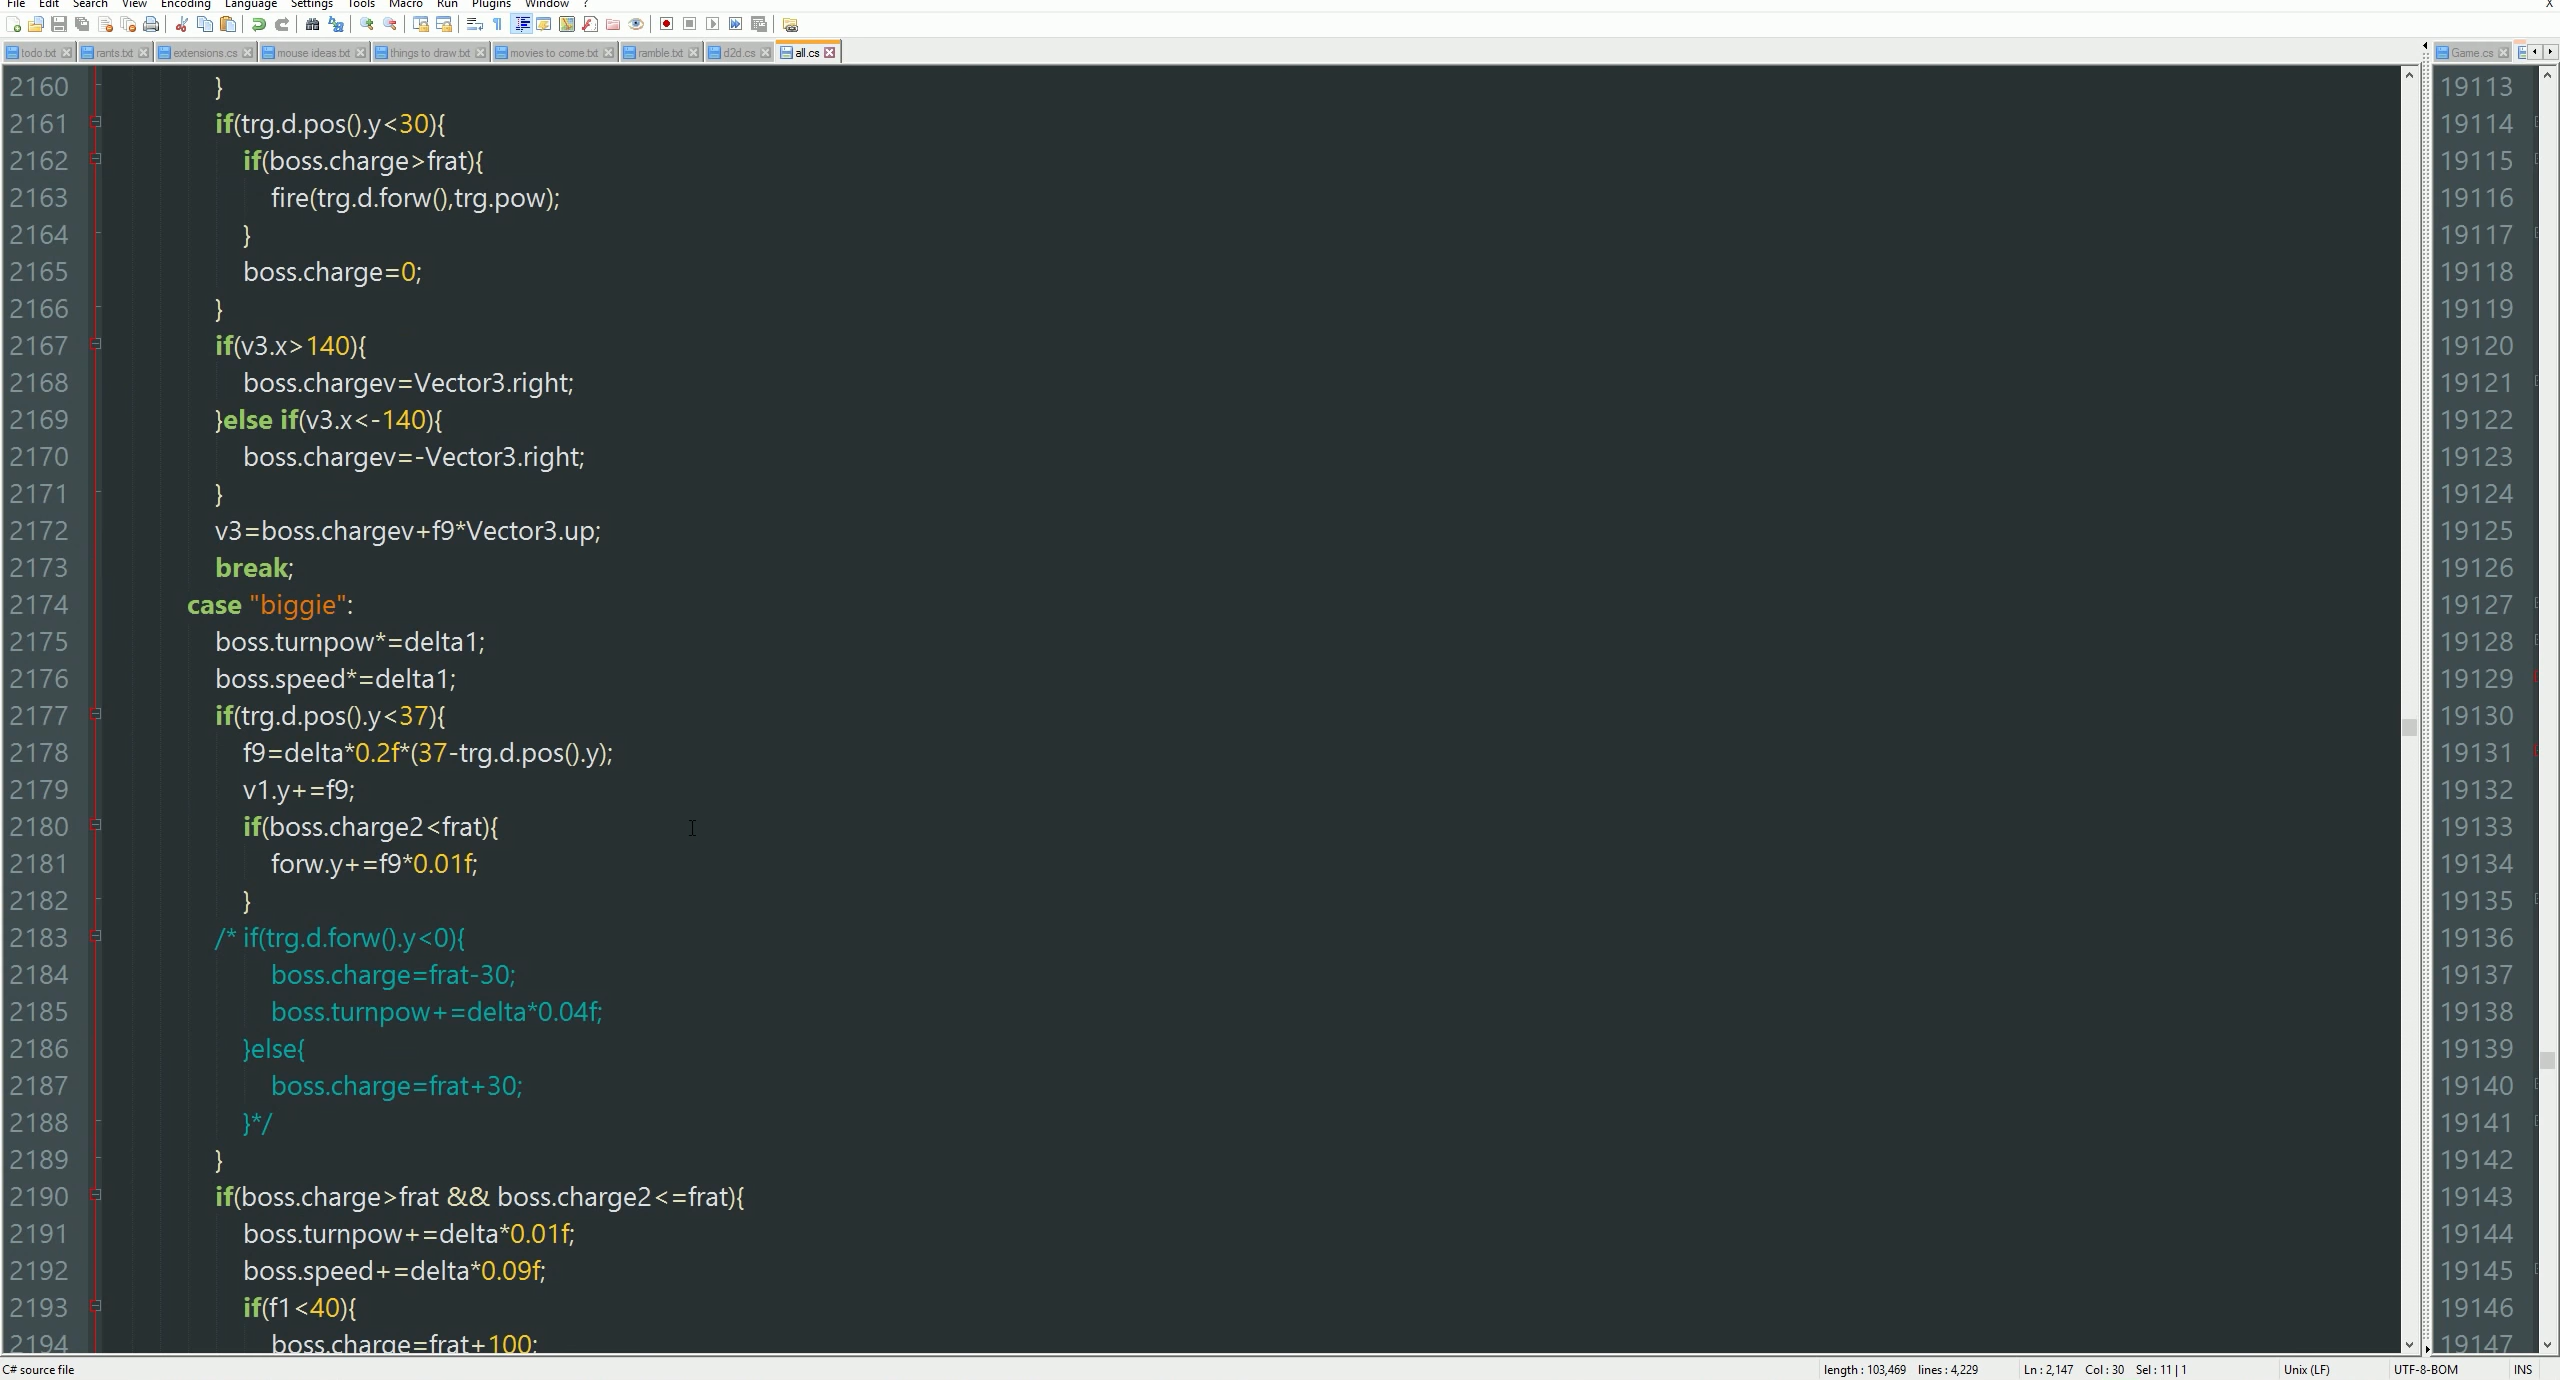 File Edit Search View Encoding Language Settings Tools Macro Run Plugins Window ? X
todo.txt rants.txt extensions.cs mouse ideas.txt things to draw.txt movies to come.txt ramble.txt d2d.cs all.cs Game.cs
2160 }
2161 if(trg.d.pos().y<30){
2162 if(boss.charge>frat){
2163 fire(trg.d.forw(),trg.pow);
2164 }
2165 boss.charge=0;
2166 }
2167 if(v3.x>140){
2168 boss.chargev=Vector3.right;
2169 }else if(v3.x<-140){
2170 boss.chargev=-Vector3.right;
2171 }
2172 v3=boss.chargev+f9*Vector3.up;
2173 break;
2174 case "biggie":
2175 boss.turnpow*=delta1;
2176 boss.speed*=delta1;
2177 if(trg.d.pos().y<37){
2178 f9=delta*0.2f*(37-trg.d.pos().y);
2179 v1.y+=f9;
2180 if(boss.charge2<frat){
2181 forw.y+=f9*0.01f;
2182 }
2183 /* if(trg.d.forw().y<0){
2184 boss.charge=frat-30;
2185 boss.turnpow+=delta*0.04f;
2186 }else{
2187 boss.charge=frat+30;
2188 }*/
2189 }
2190 if(boss.charge>frat && boss.charge2<=frat){
2191 boss.turnpow+=delta*0.01f;
2192 boss.speed+=delta*0.09f;
2193 if(f1<40){
2194 boss.charge=frat+100;
19113
19114
19115
19116
19117
19118
19119
19120
19121
19122
19123
19124
19125
19126
19127
19128
19129
19130
19131
19132
19133
19134
19135
19136
19137
19138
19139
19140
19141
19142
19143
19144
19145
19146
19147
C# source file length : 103,469 lines : 4,229 Ln : 2,147 Col : 30 Sel : 11 | 1 Unix (LF) UTF-8-BOM INS